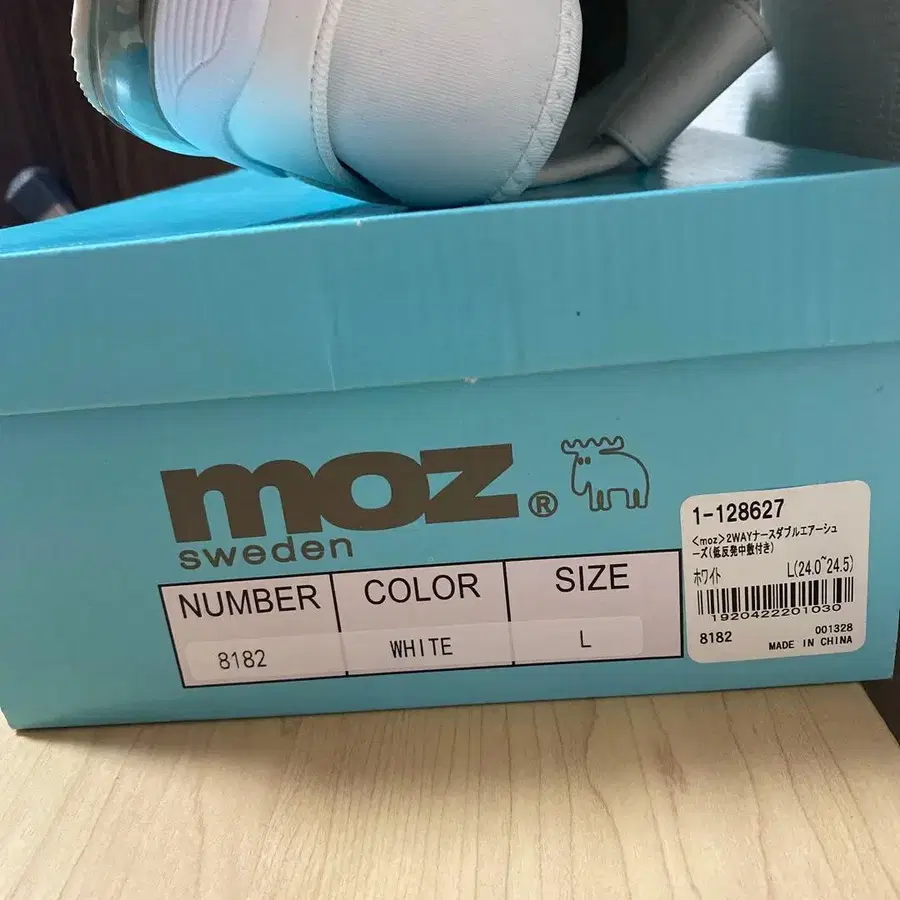 moz®
sweden
NUMBER COLOR SIZE
8182 WHITE L
1-128627
<moz>2WAYナースダブルエアーシュ
ーズ(低反発中敷付き)
ホワイト L(24.0~24.5)
1920422201030
8182 001328
MADE IN CHINA